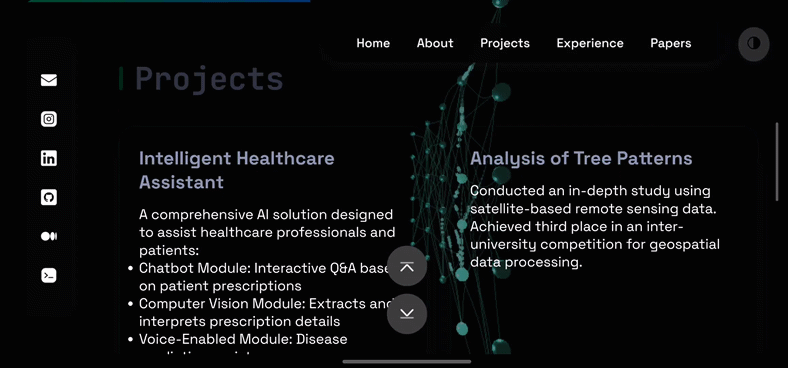 Home About Projects Experience Papers
Projects
Intelligent Healthcare
Assistant
A comprehensive AI solution designed
to assist healthcare professionals and
patients:
• Chatbot Module: Interactive Q&A
on patient prescriptions
• Computer Vision Module: Extracts and
interprets prescription details
• Voice-Enabled Module: Disease
Analysis of Tree Patterns
Conducted an in-depth study using
satellite-based remote sensing data.
Achieved third place in an inter-
university competition for geospatial
data processing.